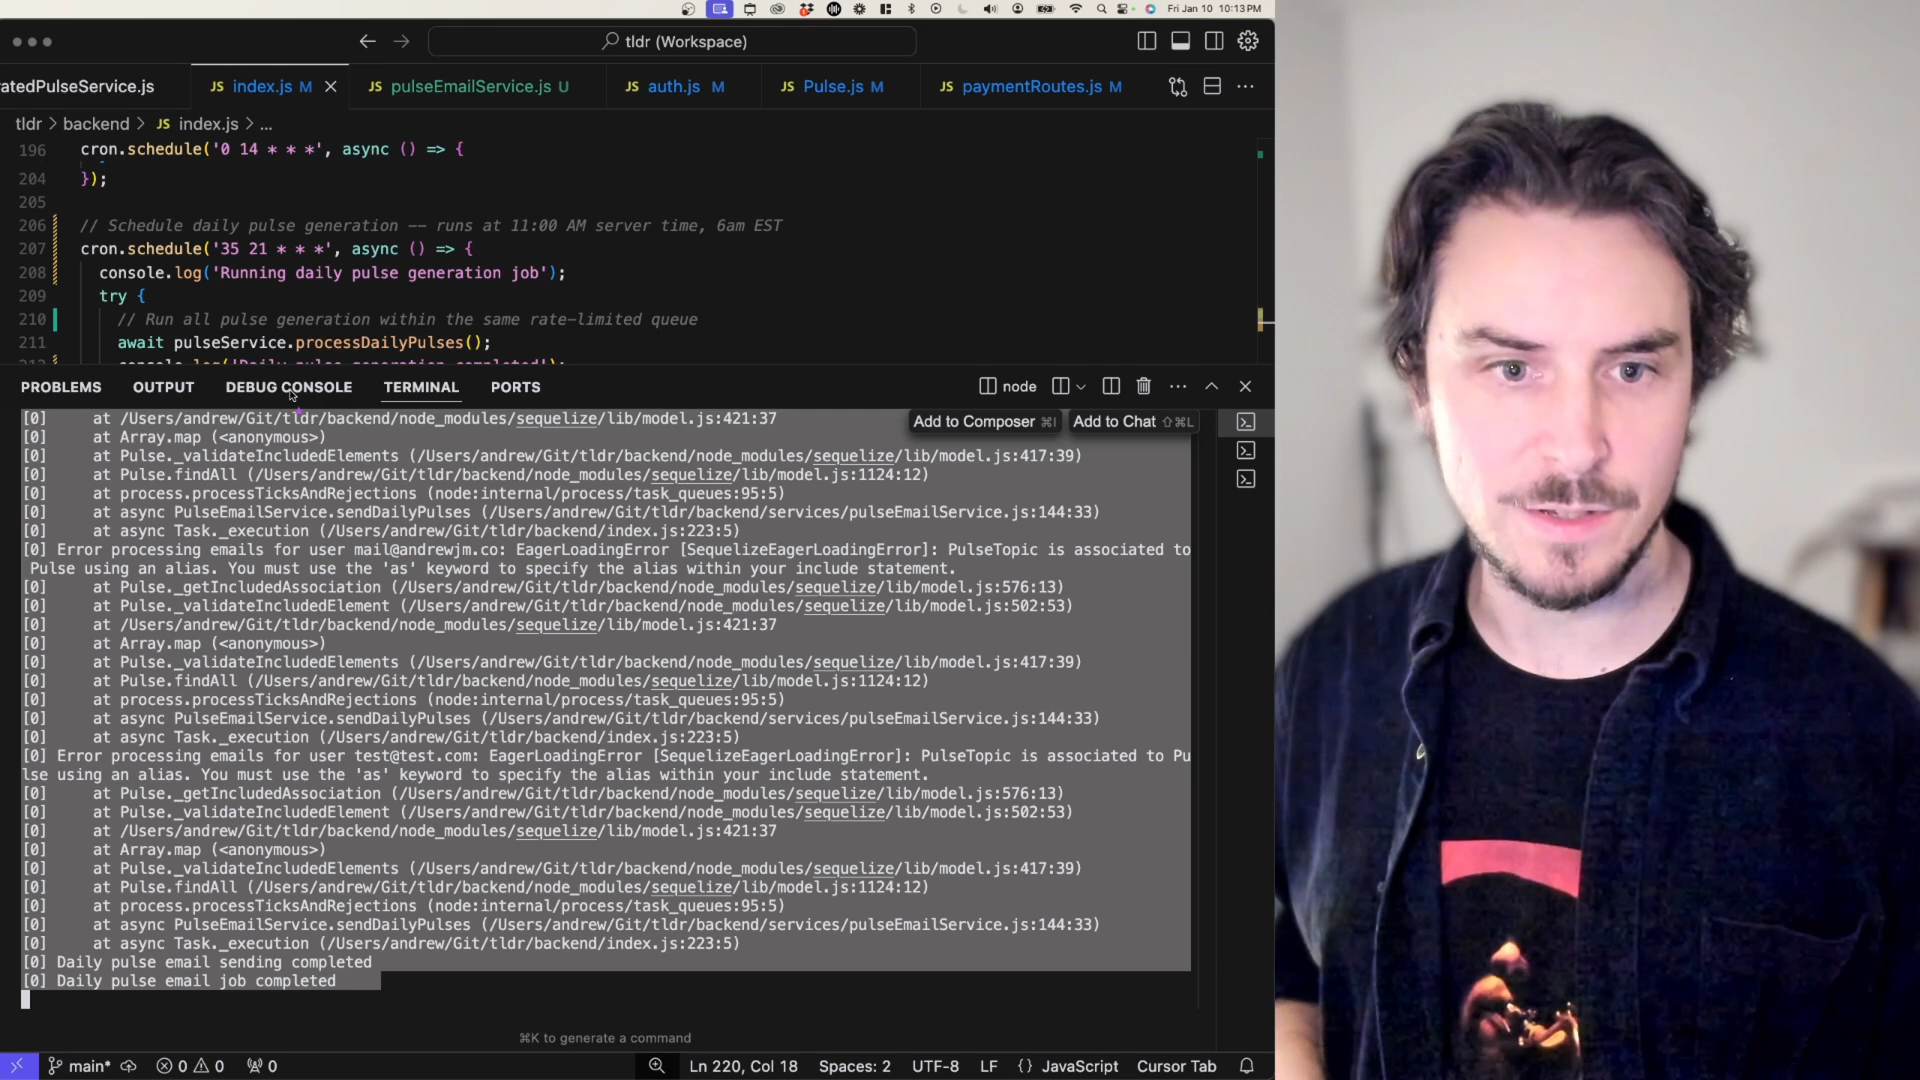 Fri Jan 10 10:13 PM
tldr (Workspace)
atedPulseService.js
JS index.js M
JS pulseEmailService.js U
JS auth.js M
JS Pulse.js M
JS paymentRoutes.js M
tldr > backend > JS index.js > ...
196 cron.schedule('0 14 * * *', async () => {
204 });
205
206 // Schedule daily pulse generation -- runs at 11:00 AM server time, 6am EST
207 cron.schedule('35 21 * * *', async () => {
208 console.log('Running daily pulse generation job');
209 try {
210 // Run all pulse generation within the same rate-limited queue
211 await pulseService.processDailyPulses();
212 console.log('Daily pulse generation completed');
PROBLEMS OUTPUT DEBUG CONSOLE TERMINAL PORTS node
Add to Composer ⌘I Add to Chat ⇧⌘L
[0] at /Users/andrew/Git/tldr/backend/node_modules/sequelize/lib/model.js:421:37
[0] at Array.map (<anonymous>)
[0] at Pulse._validateIncludedElements (/Users/andrew/Git/tldr/backend/node_modules/sequelize/lib/model.js:417:39)
[0] at Pulse.findAll (/Users/andrew/Git/tldr/backend/node_modules/sequelize/lib/model.js:1124:12)
[0] at process.processTicksAndRejections (node:internal/process/task_queues:95:5)
[0] at async PulseEmailService.sendDailyPulses (/Users/andrew/Git/tldr/backend/services/pulseEmailService.js:144:33)
[0] at async Task._execution (/Users/andrew/Git/tldr/backend/index.js:223:5)
[0] Error processing emails for user mail@andrewjm.co: EagerLoadingError [SequelizeEagerLoadingError]: PulseTopic is associated to
Pulse using an alias. You must use the 'as' keyword to specify the alias within your include statement.
[0] at Pulse._getIncludedAssociation (/Users/andrew/Git/tldr/backend/node_modules/sequelize/lib/model.js:576:13)
[0] at Pulse._validateIncludedElement (/Users/andrew/Git/tldr/backend/node_modules/sequelize/lib/model.js:502:53)
[0] at /Users/andrew/Git/tldr/backend/node_modules/sequelize/lib/model.js:421:37
[0] at Array.map (<anonymous>)
[0] at Pulse._validateIncludedElements (/Users/andrew/Git/tldr/backend/node_modules/sequelize/lib/model.js:417:39)
[0] at Pulse.findAll (/Users/andrew/Git/tldr/backend/node_modules/sequelize/lib/model.js:1124:12)
[0] at process.processTicksAndRejections (node:internal/process/task_queues:95:5)
[0] at async PulseEmailService.sendDailyPulses (/Users/andrew/Git/tldr/backend/services/pulseEmailService.js:144:33)
[0] at async Task._execution (/Users/andrew/Git/tldr/backend/index.js:223:5)
[0] Error processing emails for user test@test.com: EagerLoadingError [SequelizeEagerLoadingError]: PulseTopic is associated to Pu
lse using an alias. You must use the 'as' keyword to specify the alias within your include statement.
[0] at Pulse._getIncludedAssociation (/Users/andrew/Git/tldr/backend/node_modules/sequelize/lib/model.js:576:13)
[0] at Pulse._validateIncludedElement (/Users/andrew/Git/tldr/backend/node_modules/sequelize/lib/model.js:502:53)
[0] at /Users/andrew/Git/tldr/backend/node_modules/sequelize/lib/model.js:421:37
[0] at Array.map (<anonymous>)
[0] at Pulse._validateIncludedElements (/Users/andrew/Git/tldr/backend/node_modules/sequelize/lib/model.js:417:39)
[0] at Pulse.findAll (/Users/andrew/Git/tldr/backend/node_modules/sequelize/lib/model.js:1124:12)
[0] at process.processTicksAndRejections (node:internal/process/task_queues:95:5)
[0] at async PulseEmailService.sendDailyPulses (/Users/andrew/Git/tldr/backend/services/pulseEmailService.js:144:33)
[0] at async Task._execution (/Users/andrew/Git/tldr/backend/index.js:223:5)
[0] Daily pulse email sending completed
[0] Daily pulse email job completed
⌘K to generate a command
main* 0 0 0 Ln 220, Col 18 Spaces: 2 UTF-8 LF {} JavaScript Cursor Tab